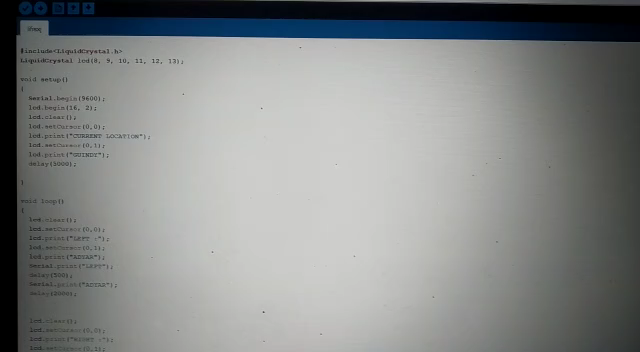 #include<LiquidCrystal.h>
LiquidCrystal lcd(8, 9, 10, 11, 12, 13);
void setup()
{
Serial.begin(9600);
lcd.begin(16, 2);
lcd.clear();
lcd.setCursor(0,0);
lcd.print("CURRENT LOCATION");
lcd.setCursor(0,1);
lcd.print("GUINDY");
delay(5000);
}
void loop()
{
lcd.clear();
lcd.setCursor(0,0);
lcd.print("LEFT :");
lcd.setCursor(0,1);
lcd.print("ADYAR");
Serial.print("LEFT");
delay(500);
Serial.print("ADYAR");
delay(2000);
lcd.clear();
lcd.setCursor(0,0);
lcd.print("RIGHT :");
lcd.setCursor(0,1);